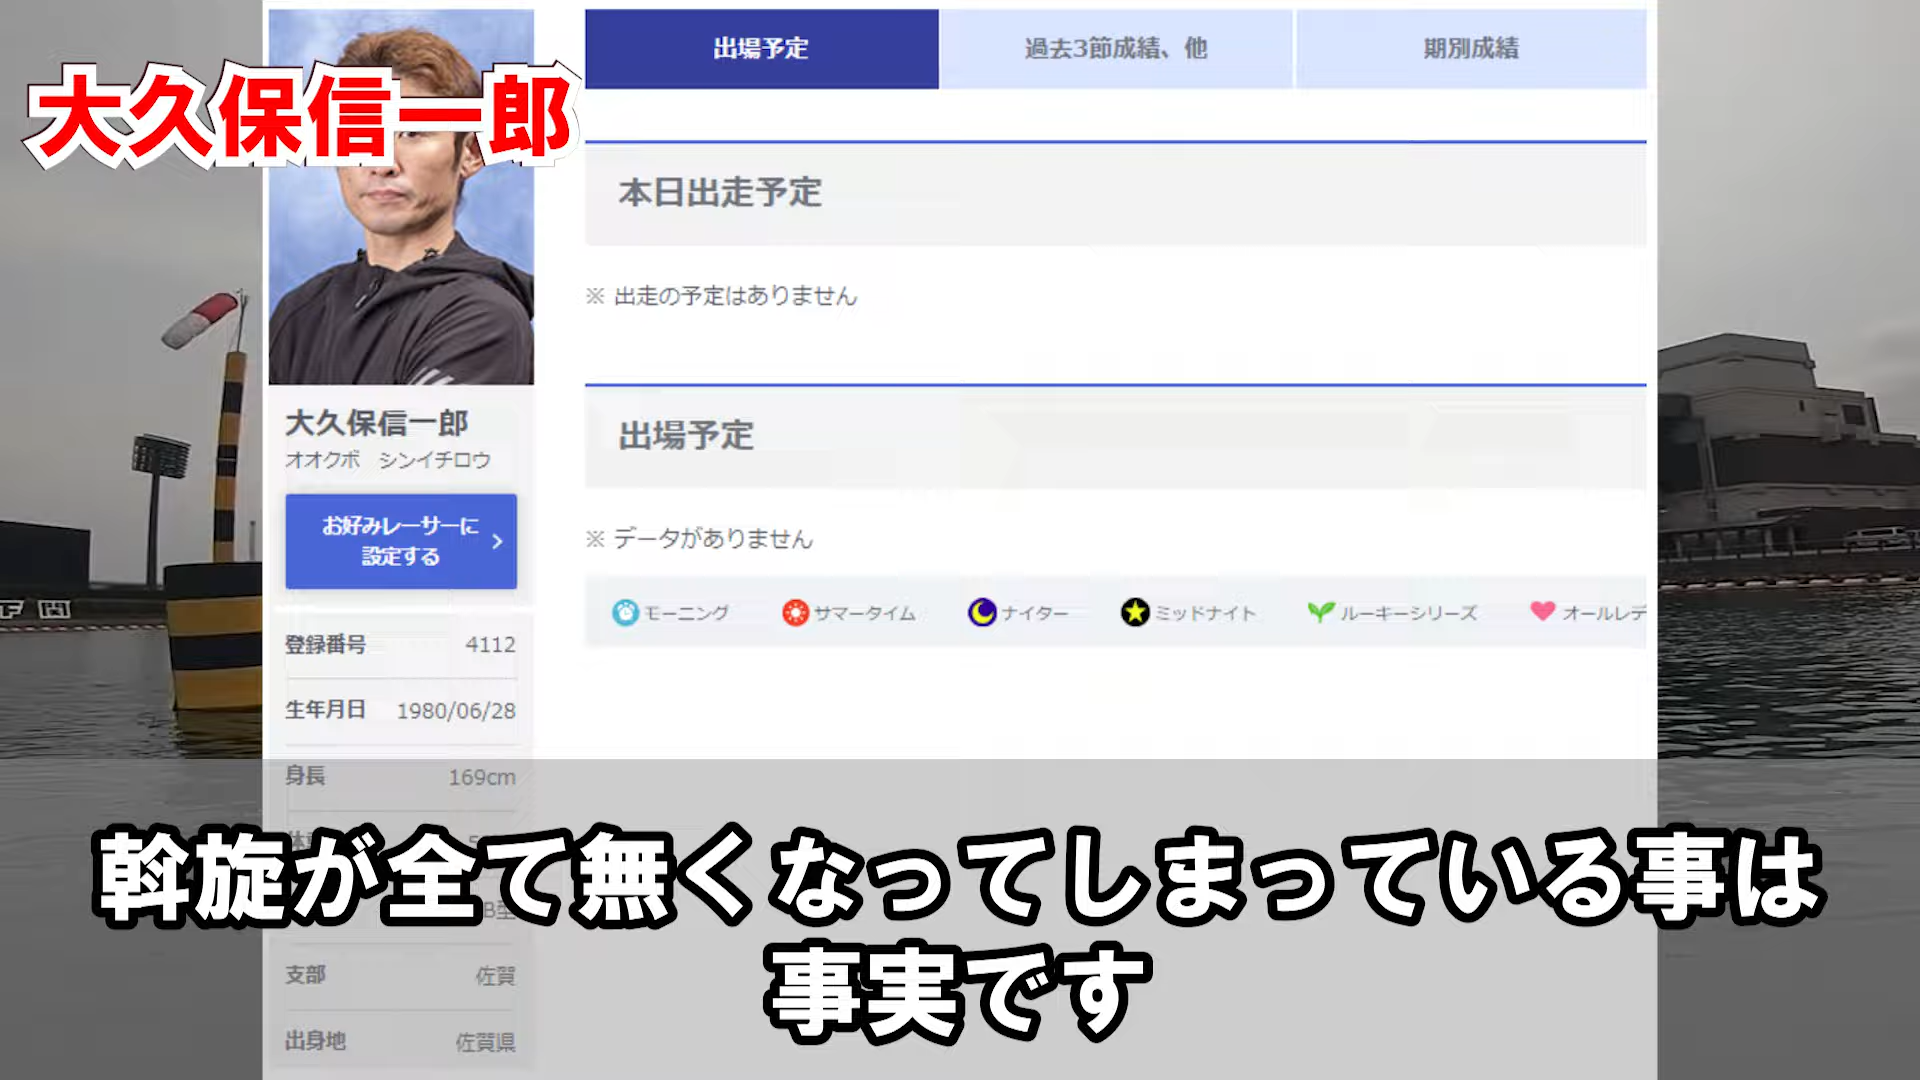 大久保信一郎
出場予定
過去3節成績、他
期別成績
本日出走予定
※ 出走の予定はありません
出場予定
※ データがありません
モーニング
サマータイム
ナイター
ミッドナイト
ルーキーシリーズ
オールレデ
大久保信一郎
オオクボ シンイチロウ
お好みレーサーに
設定する
登録番号 4112
生年月日 1980/06/28
身長 169cm
B型
支部 佐賀
出身地 佐賀県
斡旋が全て無くなってしまっている事は
事実です